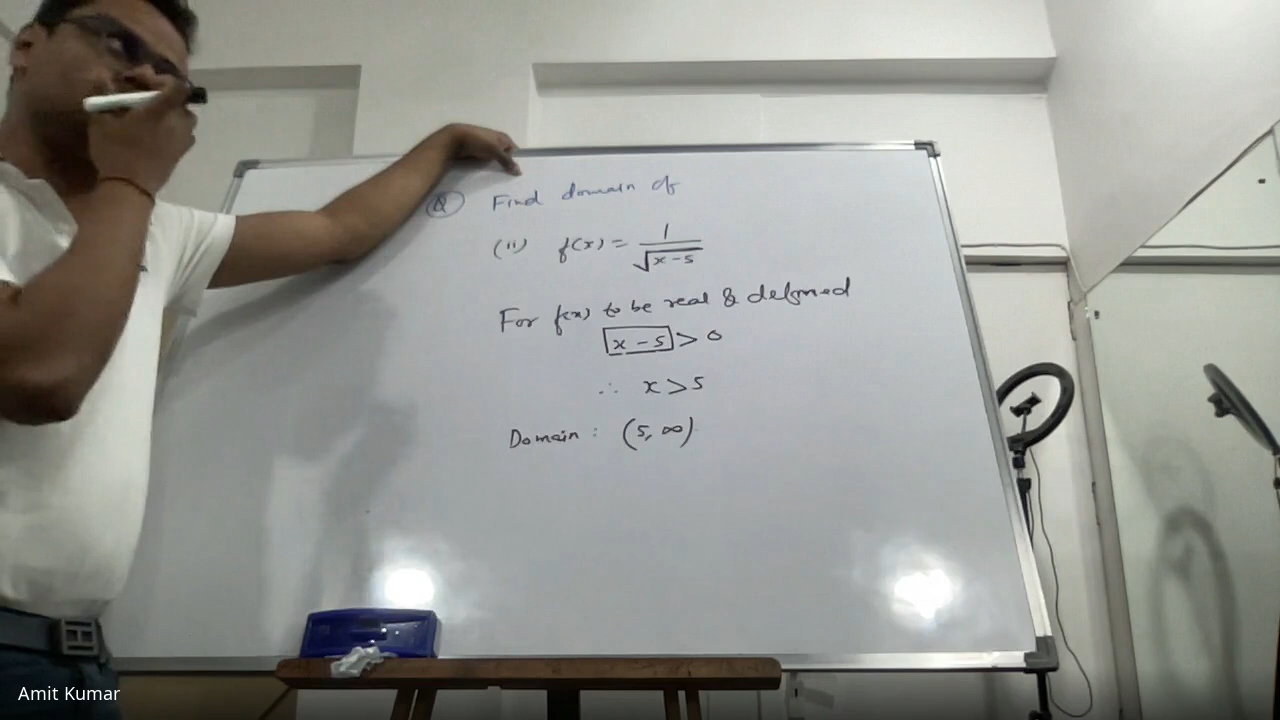 Q Find domain of
(ii) f(x) = 1/√(x-5)
For f(x) to be real & defined
x - 5 > 0
∴ x > 5
Domain : (5, ∞)
Amit Kumar